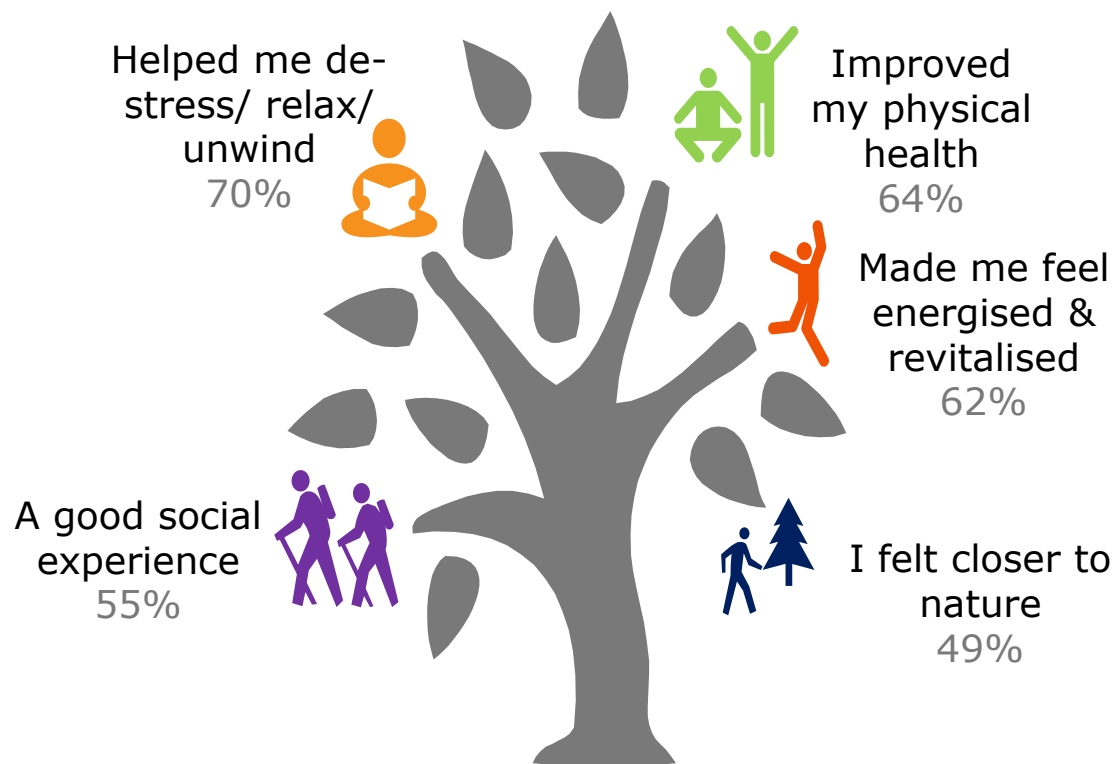 Helped me de-
stress/ relax/
unwind
70%
Improved
my physical
health
64%
Made me feel
energised &
revitalised
62%
A good social
experience
55%
I felt closer to
nature
49%